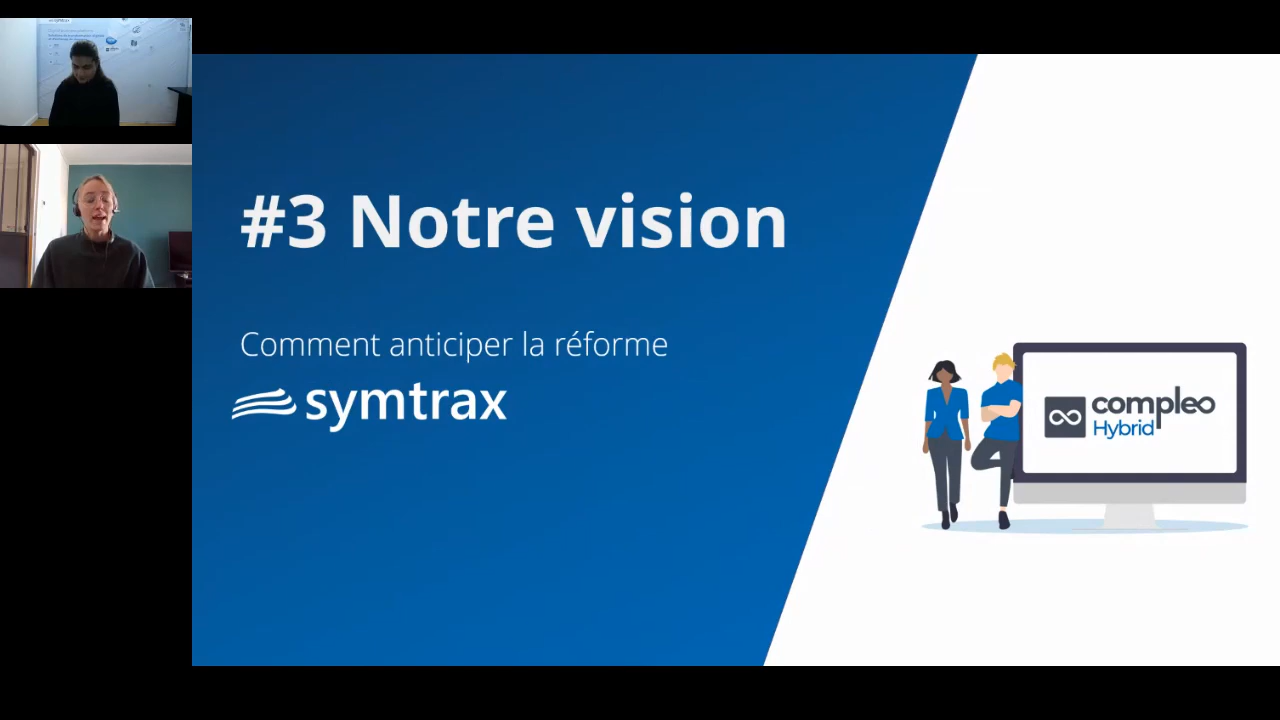 #3 Notre vision
Comment anticiper la réforme
symtrax
compleo
Hybrid